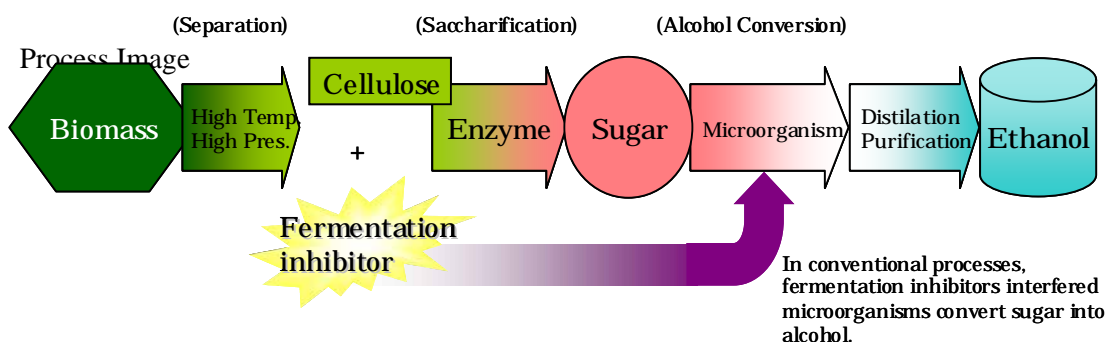 (Separation)
(Saccharification)
(Alcohol Conversion)
Process Image
Biomass
High Temp.
High Pres.
Cellulose
+
Enzyme
Sugar
Microorganism
Distilation
Purification
Ethanol
Fermentation
inhibitor
In conventional processes,
fermentation inhibitors interfered
microorganisms convert sugar into
alcohol.